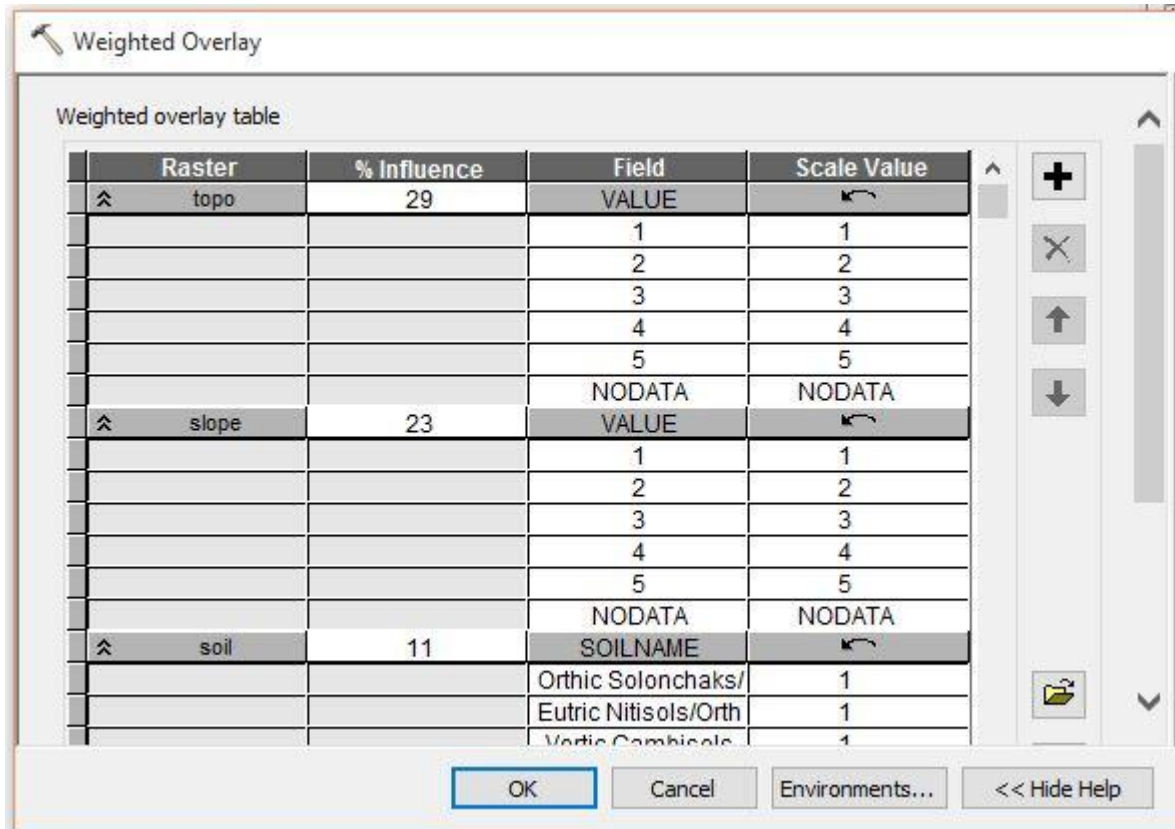 Weighted Overlay
Weighted overlay table
Raster % Influence Field Scale Value
topo 29 VALUE
1 1
2 2
3 3
4 4
5 5
NODATA NODATA
slope 23 VALUE
1 1
2 2
3 3
4 4
5 5
NODATA NODATA
soil 11 SOILNAME
Orthic Solonchaks/ 1
Eutric Nitisols/Orth 1
Vertic Cambisols 1
OK Cancel Environments... << Hide Help